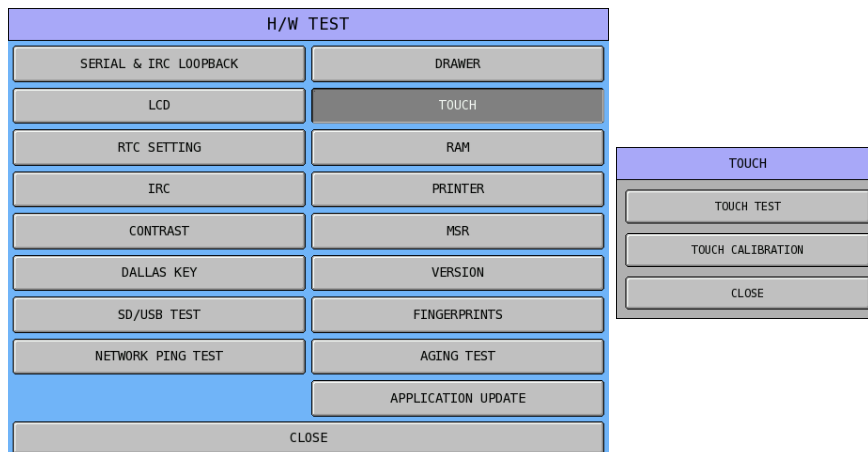 H/W TEST
SERIAL & IRC LOOPBACK
DRAWER
LCD
TOUCH
RTC SETTING
RAM
IRC
PRINTER
CONTRAST
MSR
DALLAS KEY
VERSION
SD/USB TEST
FINGERPRINTS
NETWORK PING TEST
AGING TEST
APPLICATION UPDATE
CLOSE
TOUCH
TOUCH TEST
TOUCH CALIBRATION
CLOSE